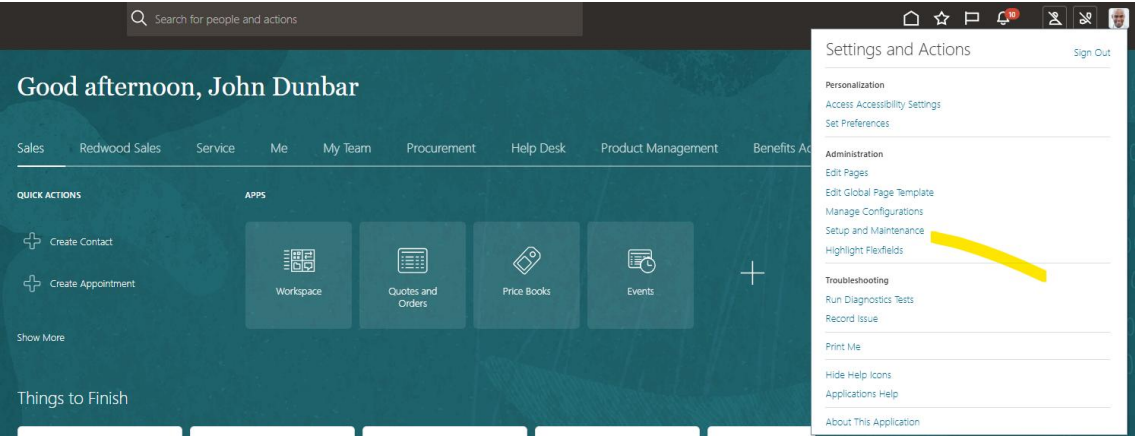 Search for people and actions
10
Good afternoon, John Dunbar
Sales Redwood Sales Service Me My Team Procurement Help Desk Product Management Benefits Ad
QUICK ACTIONS
Create Contact
Create Appointment
Show More
APPS
Workspace
Quotes and
Orders
Price Books
Events
Things to Finish
Settings and Actions
Sign Out
Personalization
Access Accessibility Settings
Set Preferences
Administration
Edit Pages
Edit Global Page Template
Manage Configurations
Setup and Maintenance
Highlight Flexfields
Troubleshooting
Run Diagnostics Tests
Record Issue
Print Me
Hide Help Icons
Applications Help
About This Application